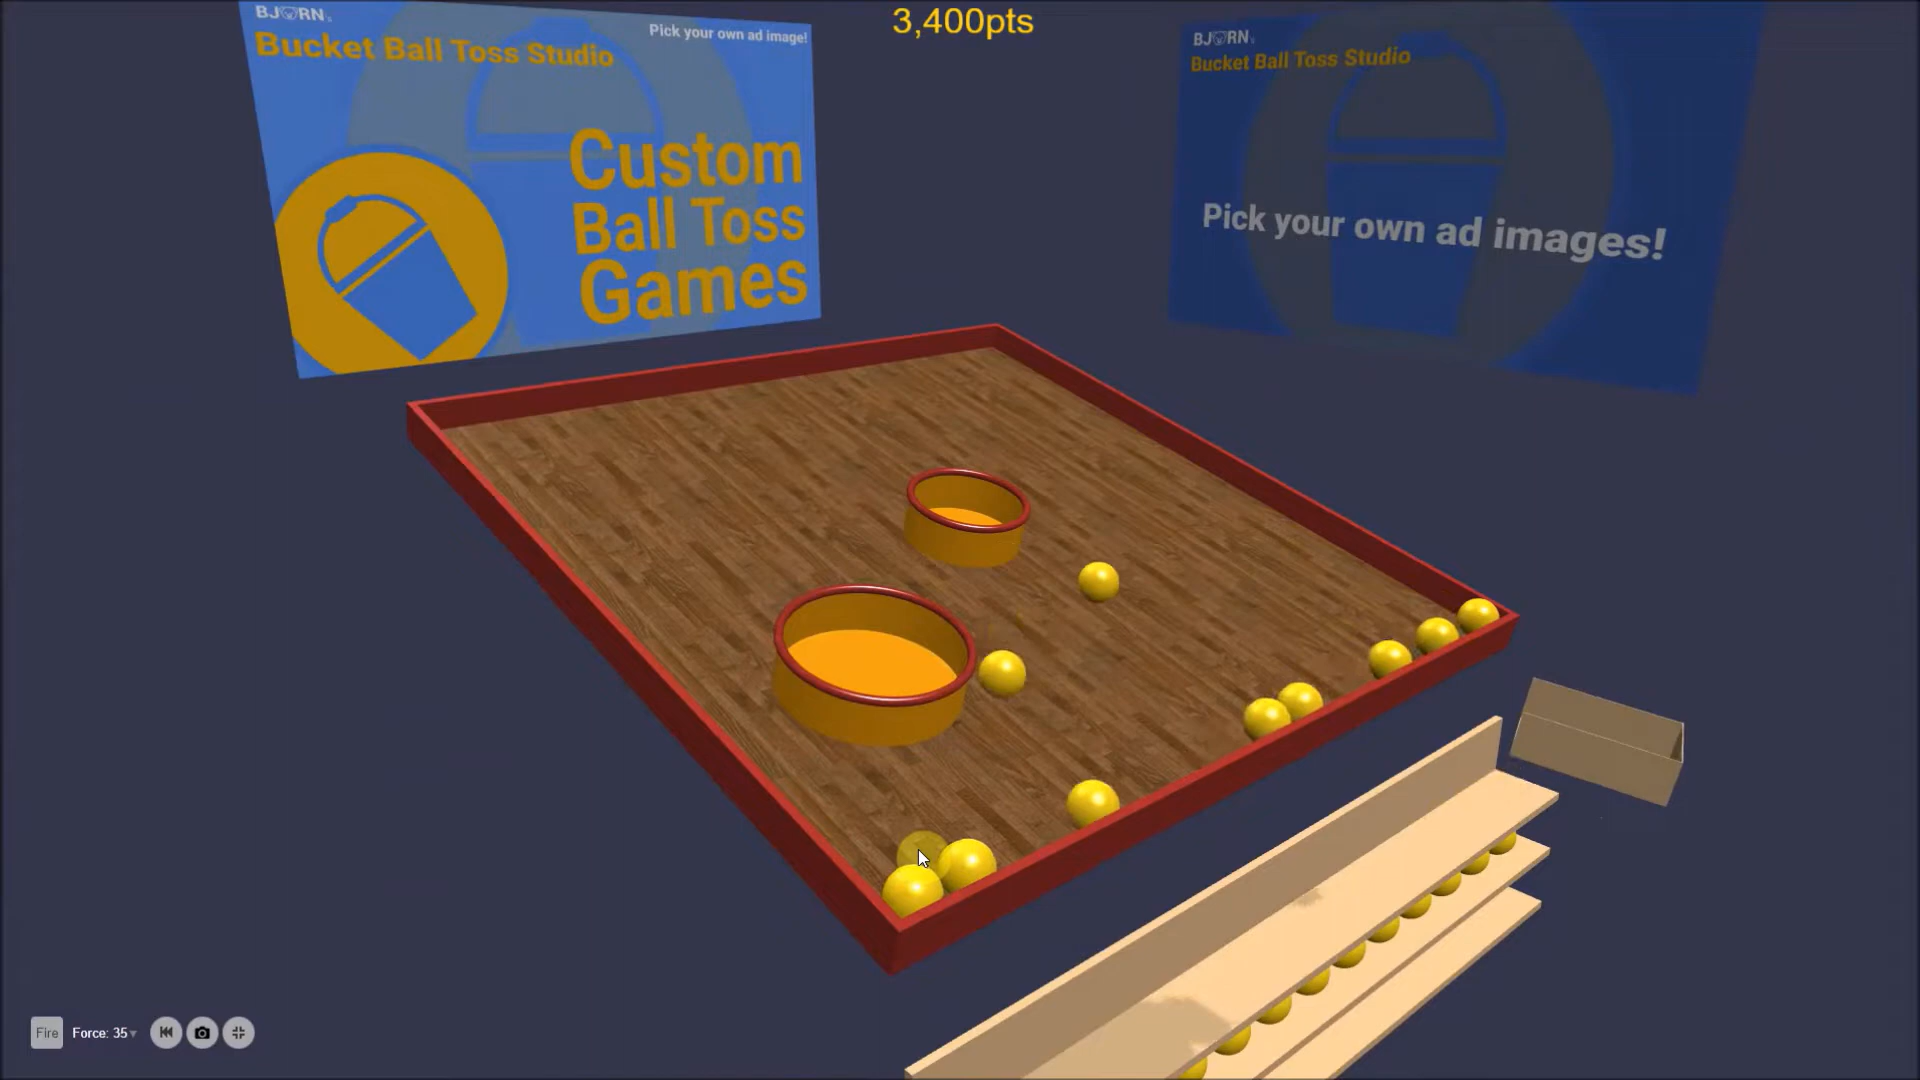 3,400pts
BJORN's
Bucket Ball Toss Studio
Pick your own ad image!
Custom
Ball Toss
Games
BJORN's
Bucket Ball Toss Studio
Pick your own ad images!
Fire
Force: 35